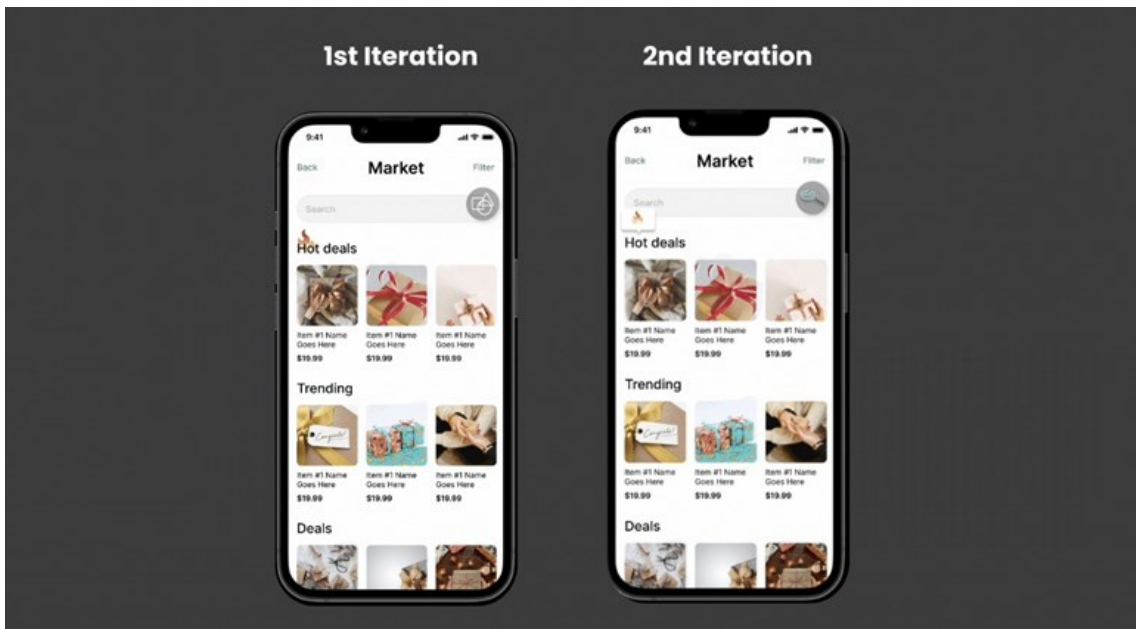 1st Iteration
2nd Iteration
9:41
Back
Market
Filter
Search
Hot deals
Item #1 Name
Goes Here
$19.99
Item #1 Name
Goes Here
$19.99
Item #1 Name
Goes Here
$19.99
Trending
Congrats!
Item #1 Name
Goes Here
$19.99
Item #1 Name
Goes Here
$19.99
Item #1 Name
Goes Here
$19.99
Deals
9:41
Back
Market
Filter
Search
Hot deals
Item #1 Name
Goes Here
$19.99
Item #1 Name
Goes Here
$19.99
Item #1 Name
Goes Here
$19.99
Trending
Congrats!
Item #1 Name
Goes Here
$19.99
Item #1 Name
Goes Here
$19.99
Item #1 Name
Goes Here
$19.99
Deals